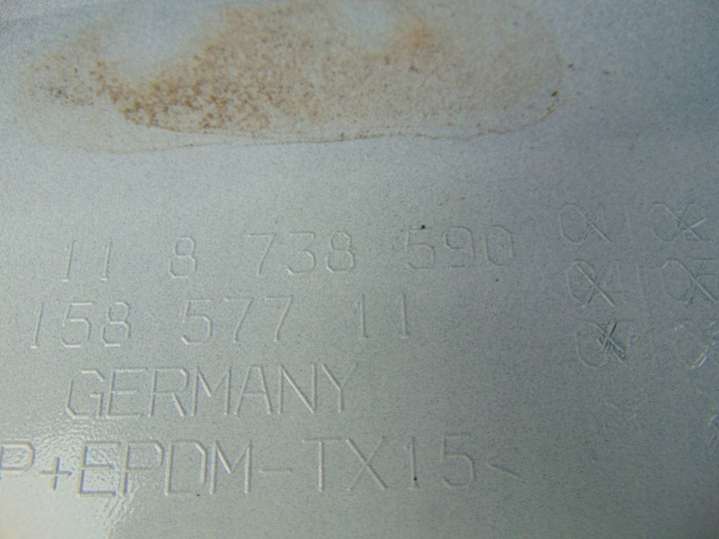 11 8 738 590
158 577 11
GERMANY
P+EPDM-TX15<